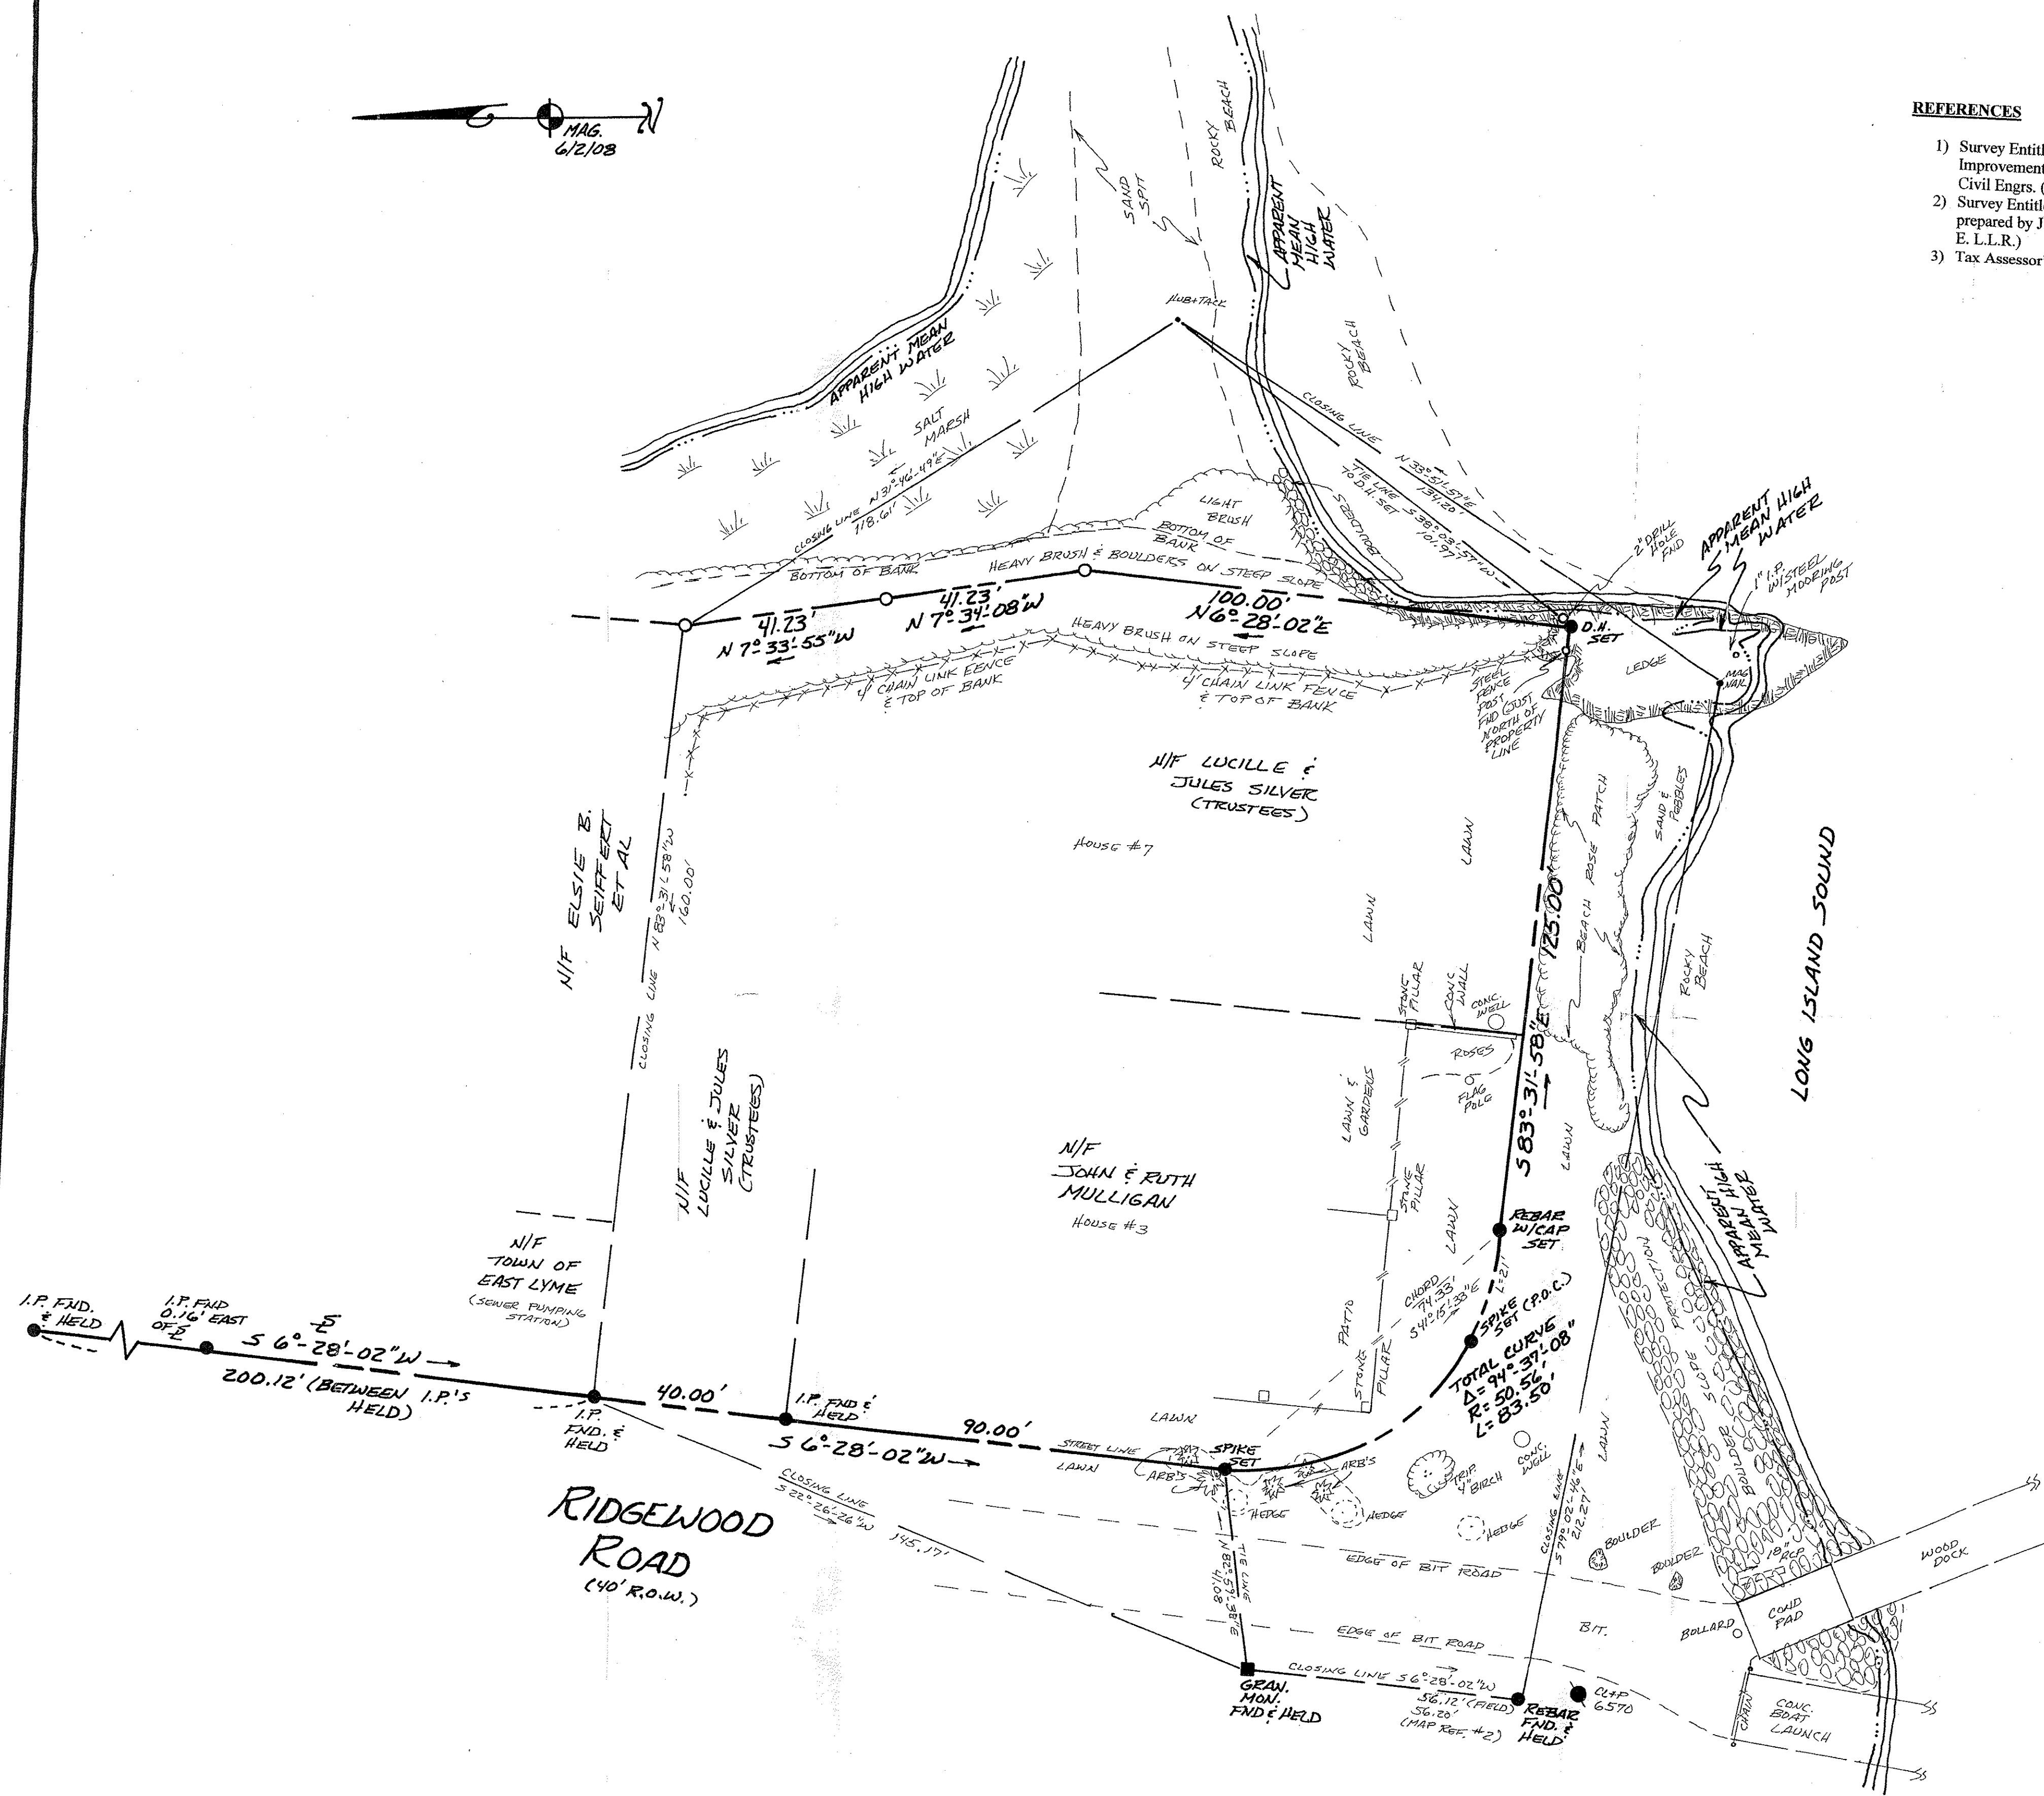 N
MAG.
6/2/08
REFERENCES
1) Survey Entitl
Improvement
Civil Engrs. (
2) Survey Entitl
prepared by J
E. L.L.R.)
3) Tax Assessor
ROCKY
BEACH
SAND
SPIT
APPARENT
MEAN
HIGH
WATER
HUB+TACK
ROCKY
BEACH
APPARENT MEAN
HIGH WATER
SALT
MARSH
CLOSING LINE N 31°-46'-49"E
118.61'
CLOSING LINE N 33°-51'-57"E
134.20'
TIE LINE S 38°-03'-57"W
TO D.H. SET 101.97'
LIGHT
BRUSH
BOULDERS
BOTTOM OF
BANK
BOTTOM OF BANK
HEAVY BRUSH & BOULDERS ON STEEP SLOPE
2" DRILL
HOLE
FND
APPARENT
MEAN HIGH
WATER
1" I.P.
W/STEEL
MOORING
POST
41.23'
N 7°-33'-55"W
41.23'
N 7°-34'-08"W
100.00'
N 6°-28'-02"E
D.H.
SET
LEDGE
MAG
NAIL
HEAVY BRUSH ON STEEP SLOPE
4' CHAIN LINK FENCE
& TOP OF BANK
4' CHAIN LINK FENCE
& TOP OF BANK
STEEL
FENCE
POST
FND (JUST
NORTH OF
PROPERTY
LINE
N/F LUCILLE &
JULES SILVER
(TRUSTEES)
HOUSE #7
LAWN
LAWN
BEACH ROSE PATCH
SAND &
PEBBLES
LONG ISLAND SOUND
N/F ELSIE B.
SEIFFERT
ET AL
CLOSING LINE N 83°-31'-58"W
160.00'
S 83°-31'-58"E 125.00'
ROCKY
BEACH
STONE
PILLAR
CONC
WALL
CONC.
WELL
ROSES
FLAG
POLE
LAWN &
GARDENS
N/F
LUCILLE & JULES
SILVER
(TRUSTEES)
N/F
JOHN & RUTH
MULLIGAN
HOUSE #3
STONE
PILLAR
LAWN
LAWN
REBAR
W/CAP
SET
APPARENT
MEAN HIGH
WATER
N/F
TOWN OF
EAST LYME
(SEWER PUMPING
STATION)
I.P. FND.
& HELD
I.P. FND
0.16' EAST
OF ℄
℄
S 6°-28'-02"W
200.12' (BETWEEN I.P.'S
HELD)
I.P.
FND. &
HELD
40.00'
I.P. FND &
HELD
90.00'
S 6°-28'-02"W
STREET LINE
LAWN
LAWN
PATIO
STONE
PILLAR
CHORD
74.33'
S 41°-15'-33"E
L=21'
SPIKE
SET (P.O.C.)
TOTAL CURVE
Δ= 94°-37'-08"
R= 50.56'
L= 83.50'
BOULDER SLOPE PROTECTION
SPIKE
SET
ARB'S
ARB'S
HEDGE
HEDGE
HEDGE
TRIP.
4" BIRCH
CONC.
WELL
LAWN
CLOSING LINE
S 79°-02'-46"E
212.27'
CLOSING LINE
S 22°-26'-26"W
145.17'
RIDGEWOOD
ROAD
(40' R.O.W.)
TIE LINE
N 82°-59'-38"E
41.08
EDGE OF BIT ROAD
EDGE OF BIT ROAD
BOULDER
BOULDER
18"
RCP
WOOD
DOCK
COND
PAD
BOLLARD
BIT.
GRAN.
MON.
FND & HELD
CLOSING LINE S 6°-28'-02"W
56.12' (FIELD)
56.20'
(MAP REF. #2)
REBAR
FND. &
HELD
CL+P
6570
CHAIN
CONC.
BOAT
LAUNCH